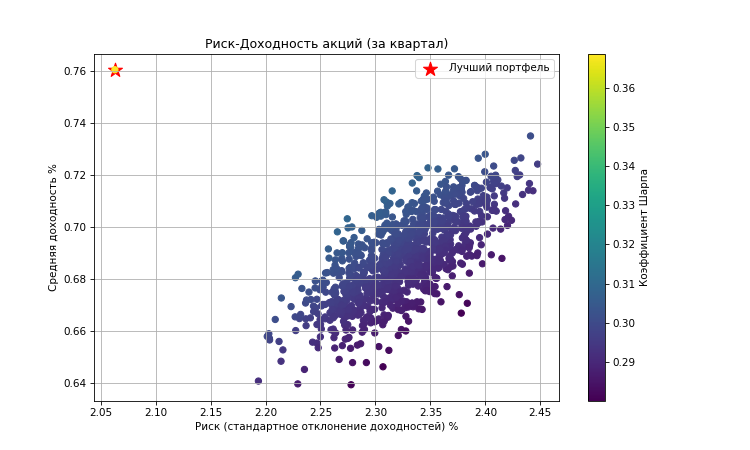 Риск-Доходность акций (за квартал)
Лучший портфель
Средняя доходность %
0.76
0.74
0.72
0.70
0.68
0.66
0.64
2.05 2.10 2.15 2.20 2.25 2.30 2.35 2.40 2.45
Риск (стандартное отклонение доходностей) %
0.36
0.35
0.34
0.33
0.32
0.31
0.30
0.29
Коэффициент Шарпа